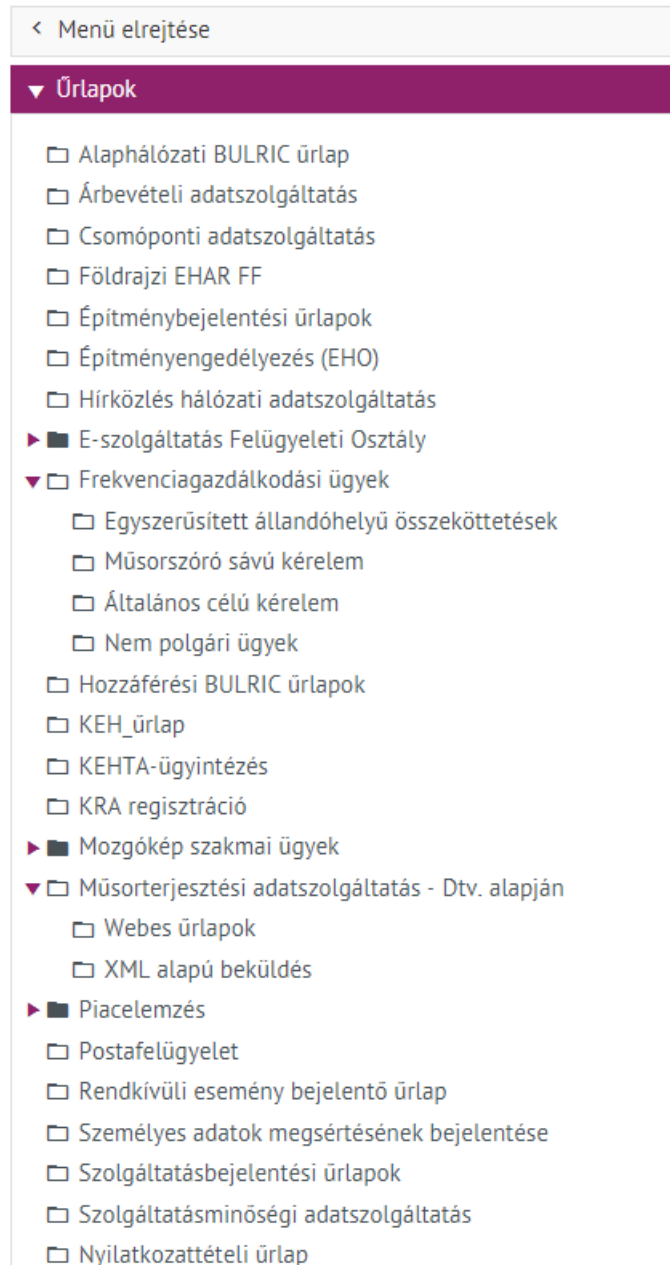 Menü elrejtése
Űrlapok
Alaphálózati BULRIC űrlap
Árbevételi adatszolgáltatás
Csomóponti adatszolgáltatás
Földrajzi EHAR FF
Építménybejelentési űrlapok
Építményengedélyezés (EHO)
Hírközlés hálózati adatszolgáltatás
E-szolgáltatás Felügyeleti Osztály
Frekvenciagazdálkodási ügyek
Egyszerűsített állandóhelyű összeköttetések
Műsorszóró sávú kérelem
Általános célú kérelem
Nem polgári ügyek
Hozzáférési BULRIC űrlapok
KEH_űrlap
KEHTA-ügyintézés
KRA regisztráció
Mozgókép szakmai ügyek
Műsorterjesztési adatszolgáltatás - Dtv. alapján
Webes űrlapok
XML alapú beküldés
Piacelemzés
Postafelügyelet
Rendkívüli esemény bejelentő űrlap
Személyes adatok megsértésének bejelentése
Szolgáltatásbejelentési űrlapok
Szolgáltatásminőségi adatszolgáltatás
Nyilatkozattételi űrlap